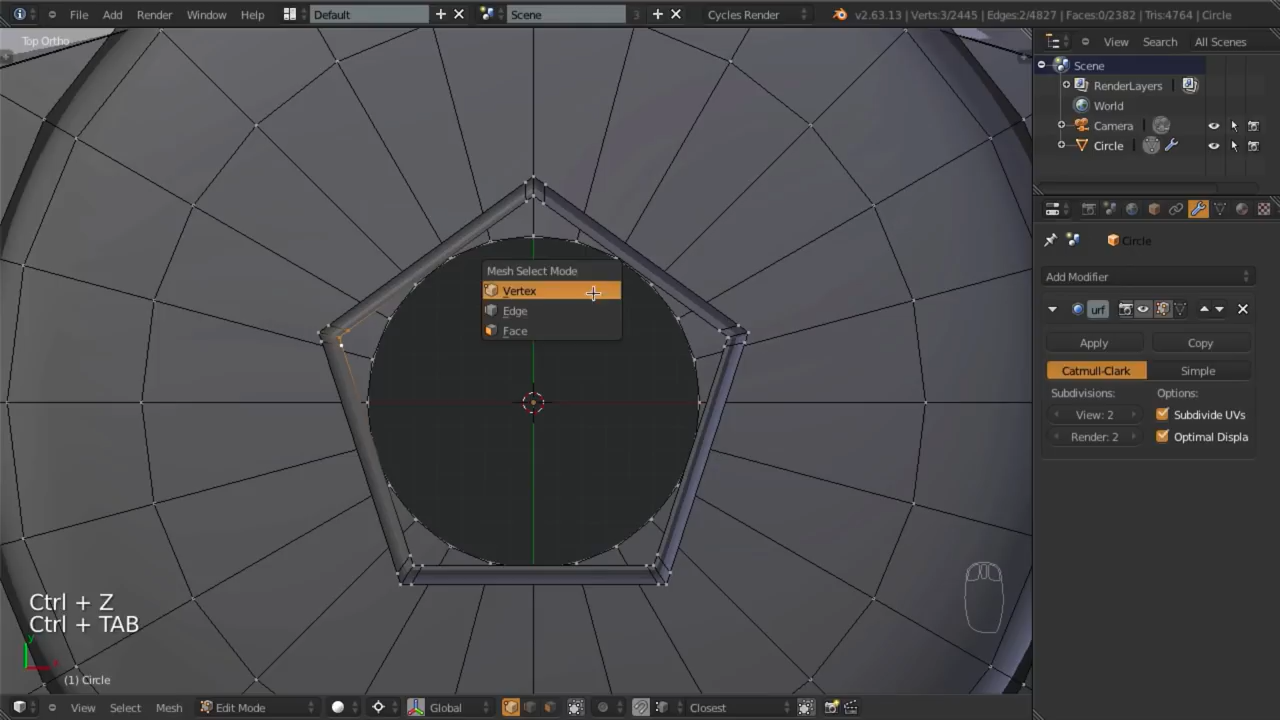 File Add Render Window Help Default Scene 3 Cycles Render v2.63.13 | Verts:3/2445 | Edges:2/4827 | Faces:0/2382 | Tris:4764 | Circle
Top Ortho
View Search All Scenes
Scene
RenderLayers
World
Camera
Circle
Circle
Add Modifier
urf
Apply Copy
Catmull-Clark Simple
Subdivisions: Options:
View: 2 Subdivide UVs
Render: 2 Optimal Displa
Mesh Select Mode
Vertex
Edge
Face
Ctrl + Z
Ctrl + TAB
y
x
(1) Circle
View Select Mesh Edit Mode Global Closest